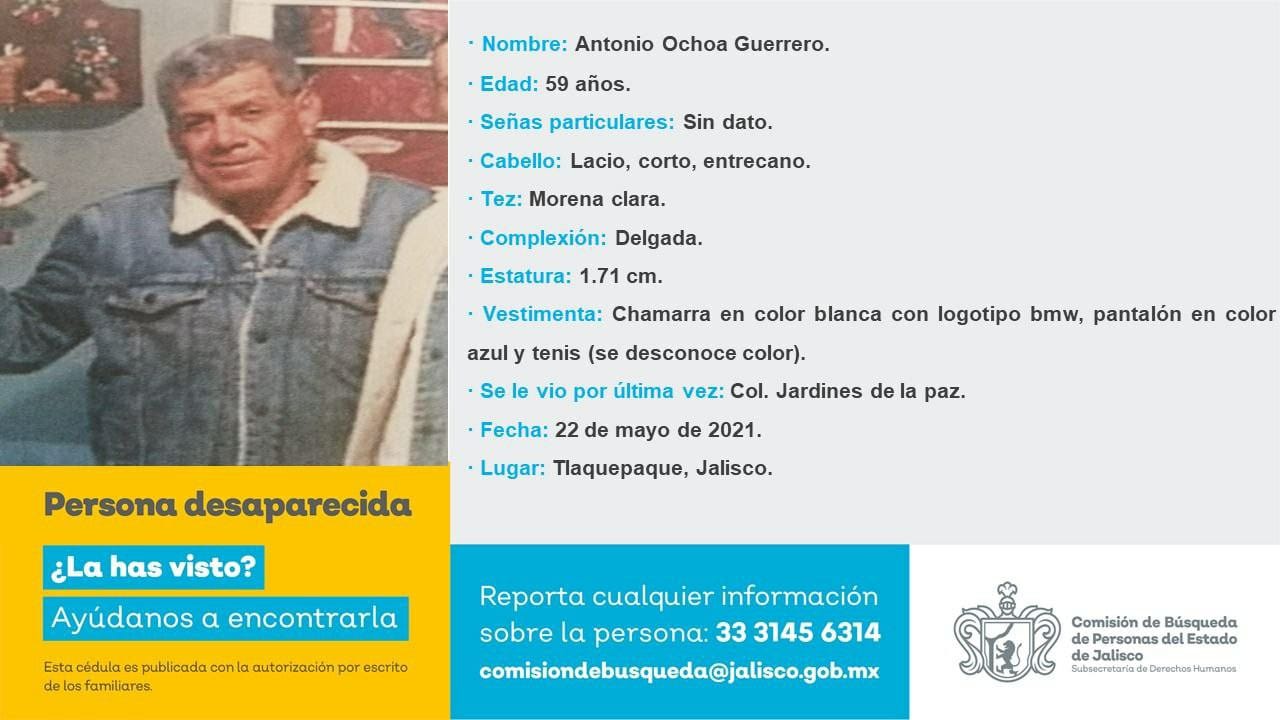 · Nombre: Antonio Ochoa Guerrero.
· Edad: 59 años.
· Señas particulares: Sin dato.
· Cabello: Lacio, corto, entrecano.
· Tez: Morena clara.
· Complexión: Delgada.
· Estatura: 1.71 cm.
· Vestimenta: Chamarra en color blanca con logotipo bmw, pantalón en color
azul y tenis (se desconoce color).
· Se le vio por última vez: Col. Jardines de la paz.
· Fecha: 22 de mayo de 2021.
· Lugar: Tlaquepaque, Jalisco.
Persona desaparecida
¿La has visto?
Ayúdanos a encontrarla
Esta cédula es publicada con la autorización por escrito
de los familiares.
Reporta cualquier información
sobre la persona: 33 3145 6314
comisiondebusqueda@jalisco.gob.mx
Comisión de Búsqueda
de Personas del Estado
de Jalisco
Subsecretaría de Derechos Humanos